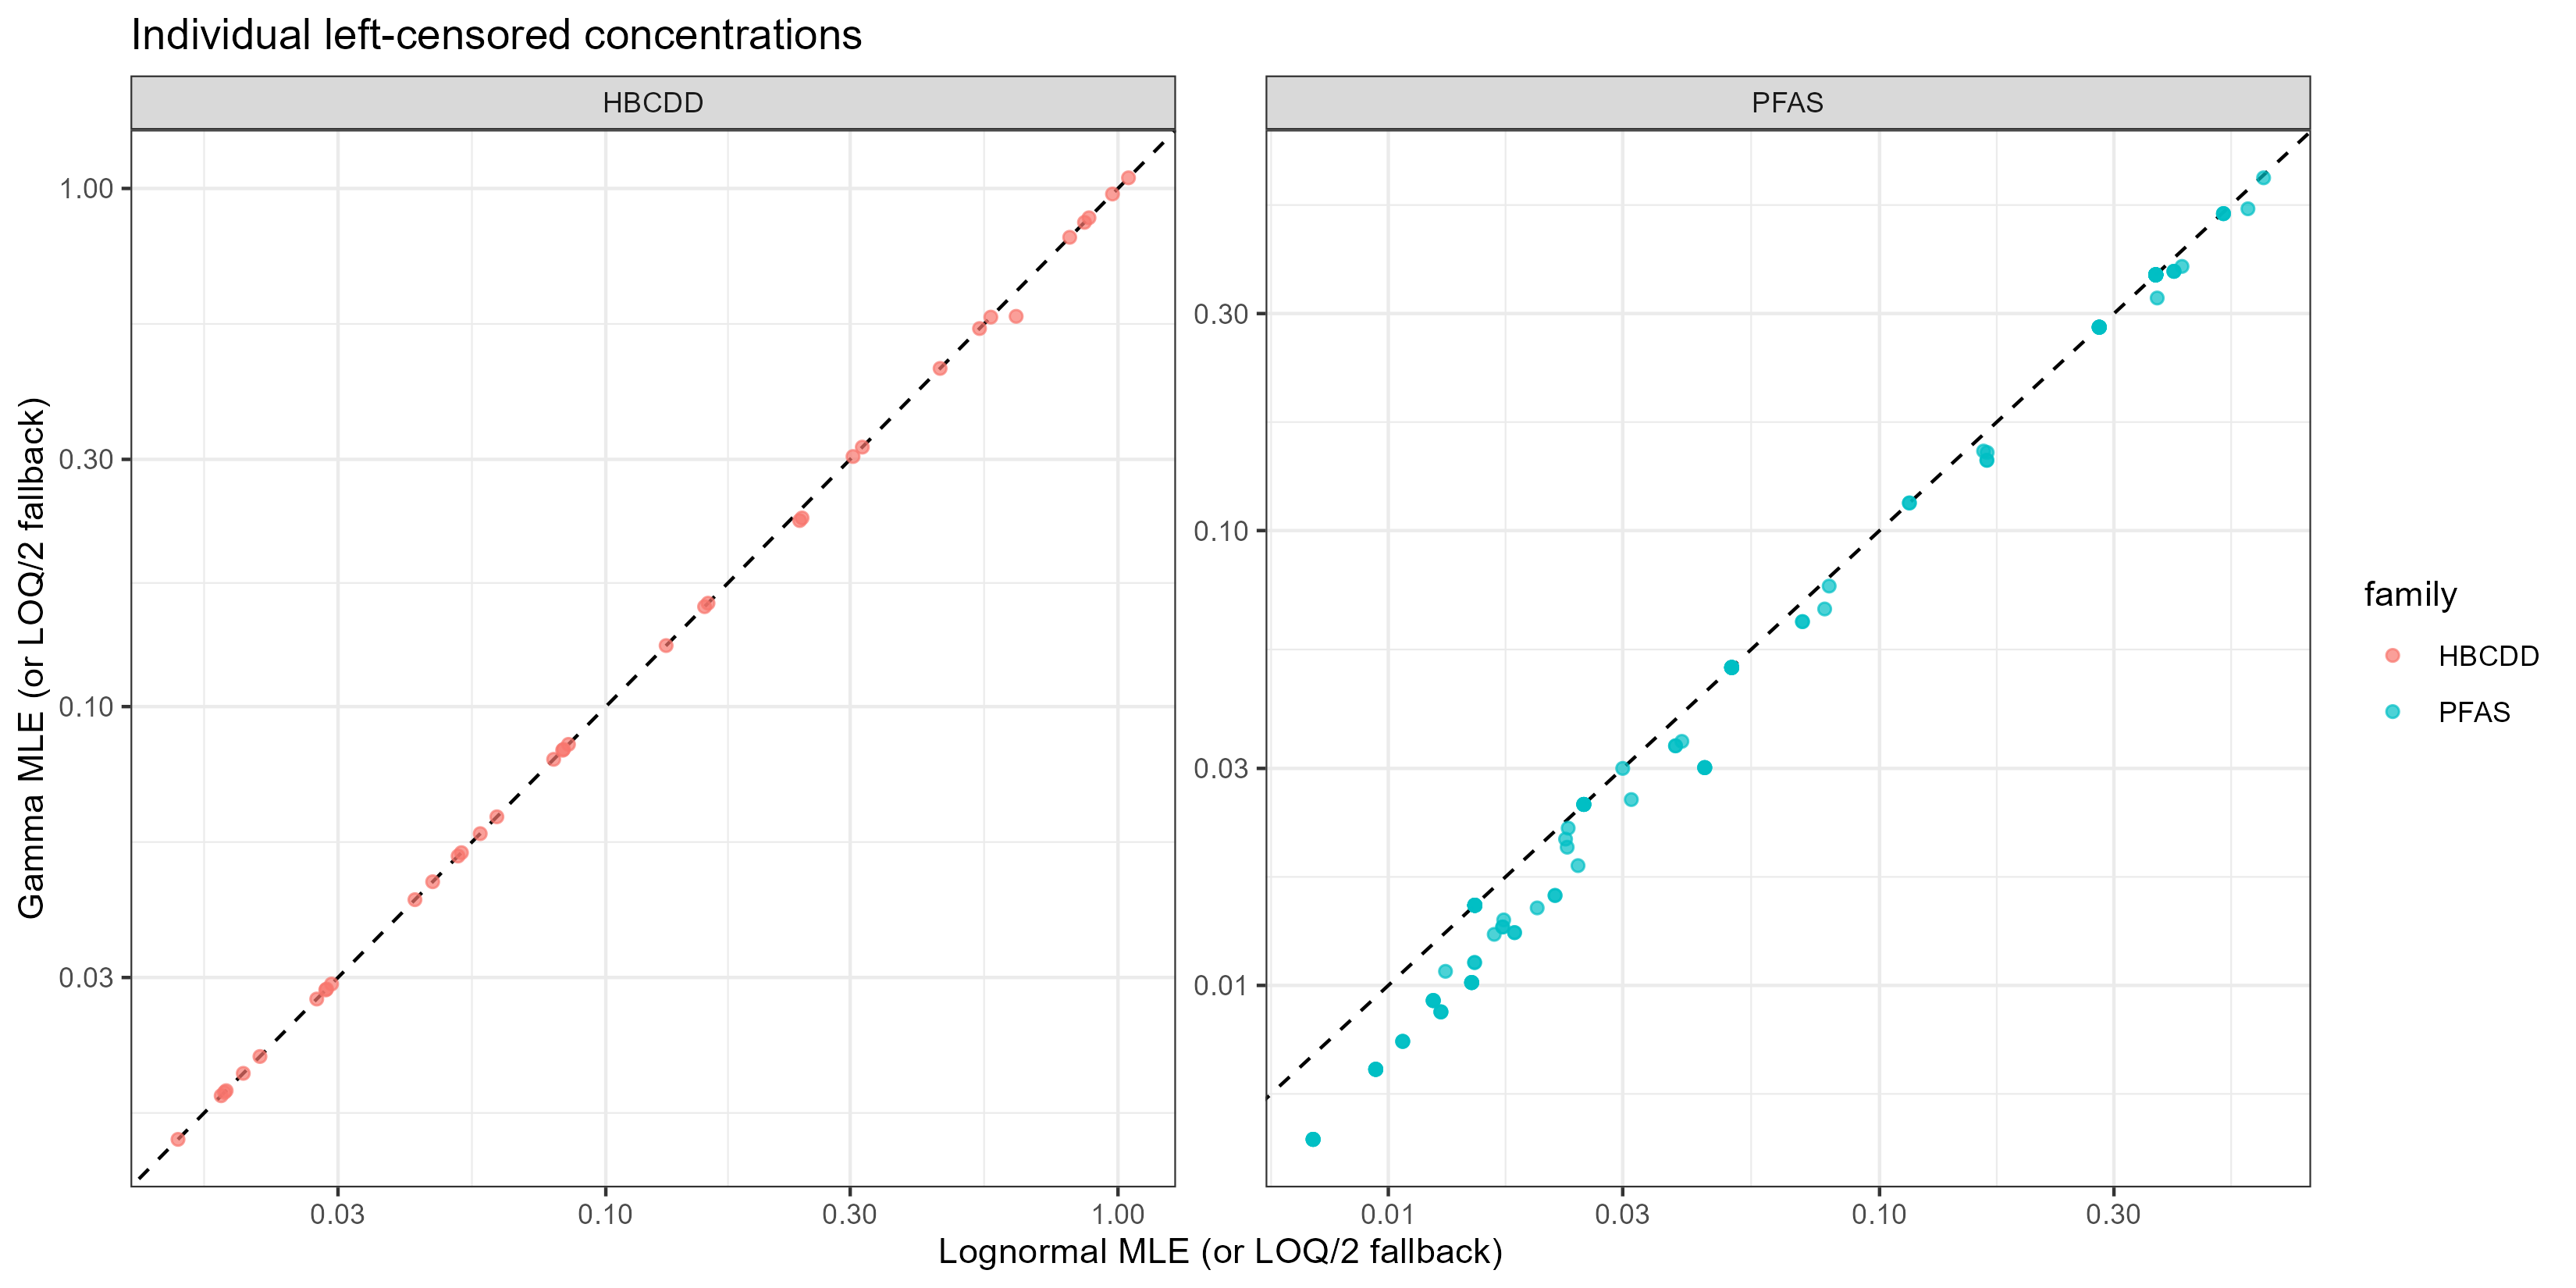 Individual left-censored concentrations
HBCDD
PFAS
Gamma MLE (or LOQ/2 fallback)
1.00
0.30
0.10
0.03
0.30
0.10
0.03
0.01
0.03
0.10
0.30
1.00
0.01
0.03
0.10
0.30
Lognormal MLE (or LOQ/2 fallback)
family
HBCDD
PFAS